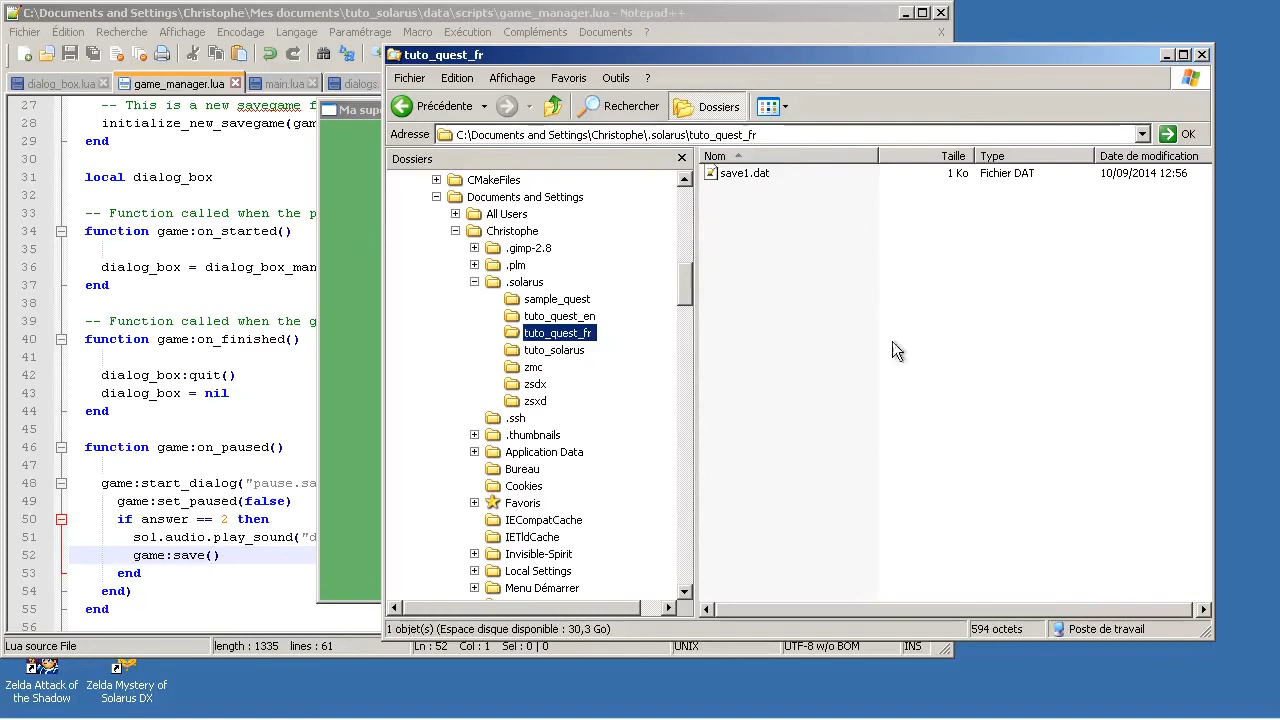 C:\Documents and Settings\Christophe\Mes documents\tuto_solarus\data\scripts\game_manager.lua - Notepad++
Fichier Édition Recherche Affichage Encodage Langage Paramétrage Macro Exécution Compléments Documents ? X
dialog_box.lua game_manager.lua main.lua dialogs
27 -- This is a new savegame f
28 initialize_new_savegame(gam
29 end
30
31 local dialog_box
32
33 -- Function called when the p
34 function game:on_started()
35
36 dialog_box = dialog_box_man
37 end
38
39 -- Function called when the g
40 function game:on_finished()
41
42 dialog_box:quit()
43 dialog_box = nil
44 end
45
46 function game:on_paused()
47
48 game:start_dialog("pause.sa
49 game:set_paused(false)
50 if answer == 2 then
51 sol.audio.play_sound("d
52 game:save()
53 end
54 end)
55 end
56
Lua source File length : 1335 lines : 61 Ln : 52 Col : 1 Sel : 0 | 0 UNIX UTF-8 w/o BOM INS
Ma sup
tuto_quest_fr
Fichier Edition Affichage Favoris Outils ?
Précédente Rechercher Dossiers
Adresse C:\Documents and Settings\Christophe\.solarus\tuto_quest_fr OK
Dossiers
CMakeFiles
Documents and Settings
All Users
Christophe
.gimp-2.8
.plm
.solarus
sample_quest
tuto_quest_en
tuto_quest_fr
tuto_solarus
zmc
zsdx
zsxd
.ssh
.thumbnails
Application Data
Bureau
Cookies
Favoris
IECompatCache
IETldCache
Invisible-Spirit
Local Settings
Menu Démarrer
Nom Taille Type Date de modification
save1.dat 1 Ko Fichier DAT 10/09/2014 12:56
1 objet(s) (Espace disque disponible : 30,3 Go) 594 octets Poste de travail
Zelda Attack of the Shadow
Zelda Mystery of Solarus DX